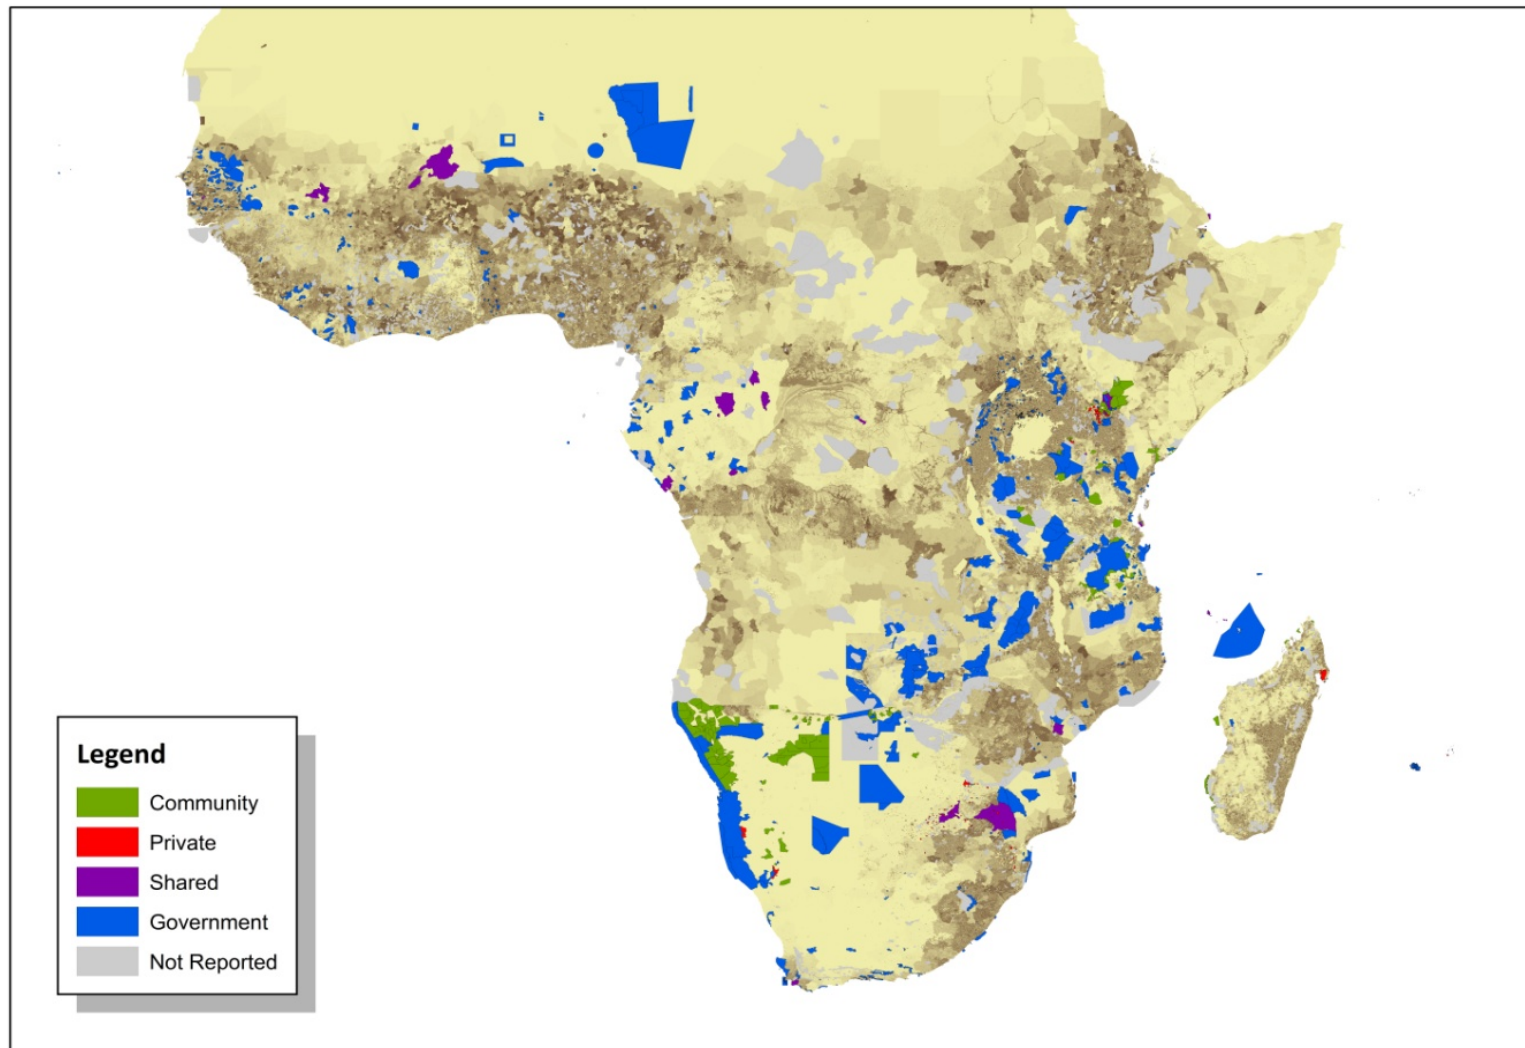 Legend
Community
Private
Shared
Government
Not Reported